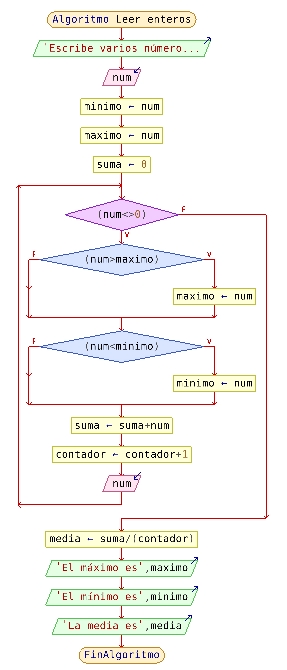 Algoritmo Leer enteros
'Escribe varios número...
num
minimo ← num
maximo ← num
suma ← 0
(num<>0)
F
V
(num>maximo)
F
V
maximo ← num
(num<minimo)
F
V
minimo ← num
suma ← suma+num
contador ← contador+1
num
media ← suma/(contador)
'El máximo es',maximo
'El mínimo es',minimo
'La media es',media
FinAlgoritmo